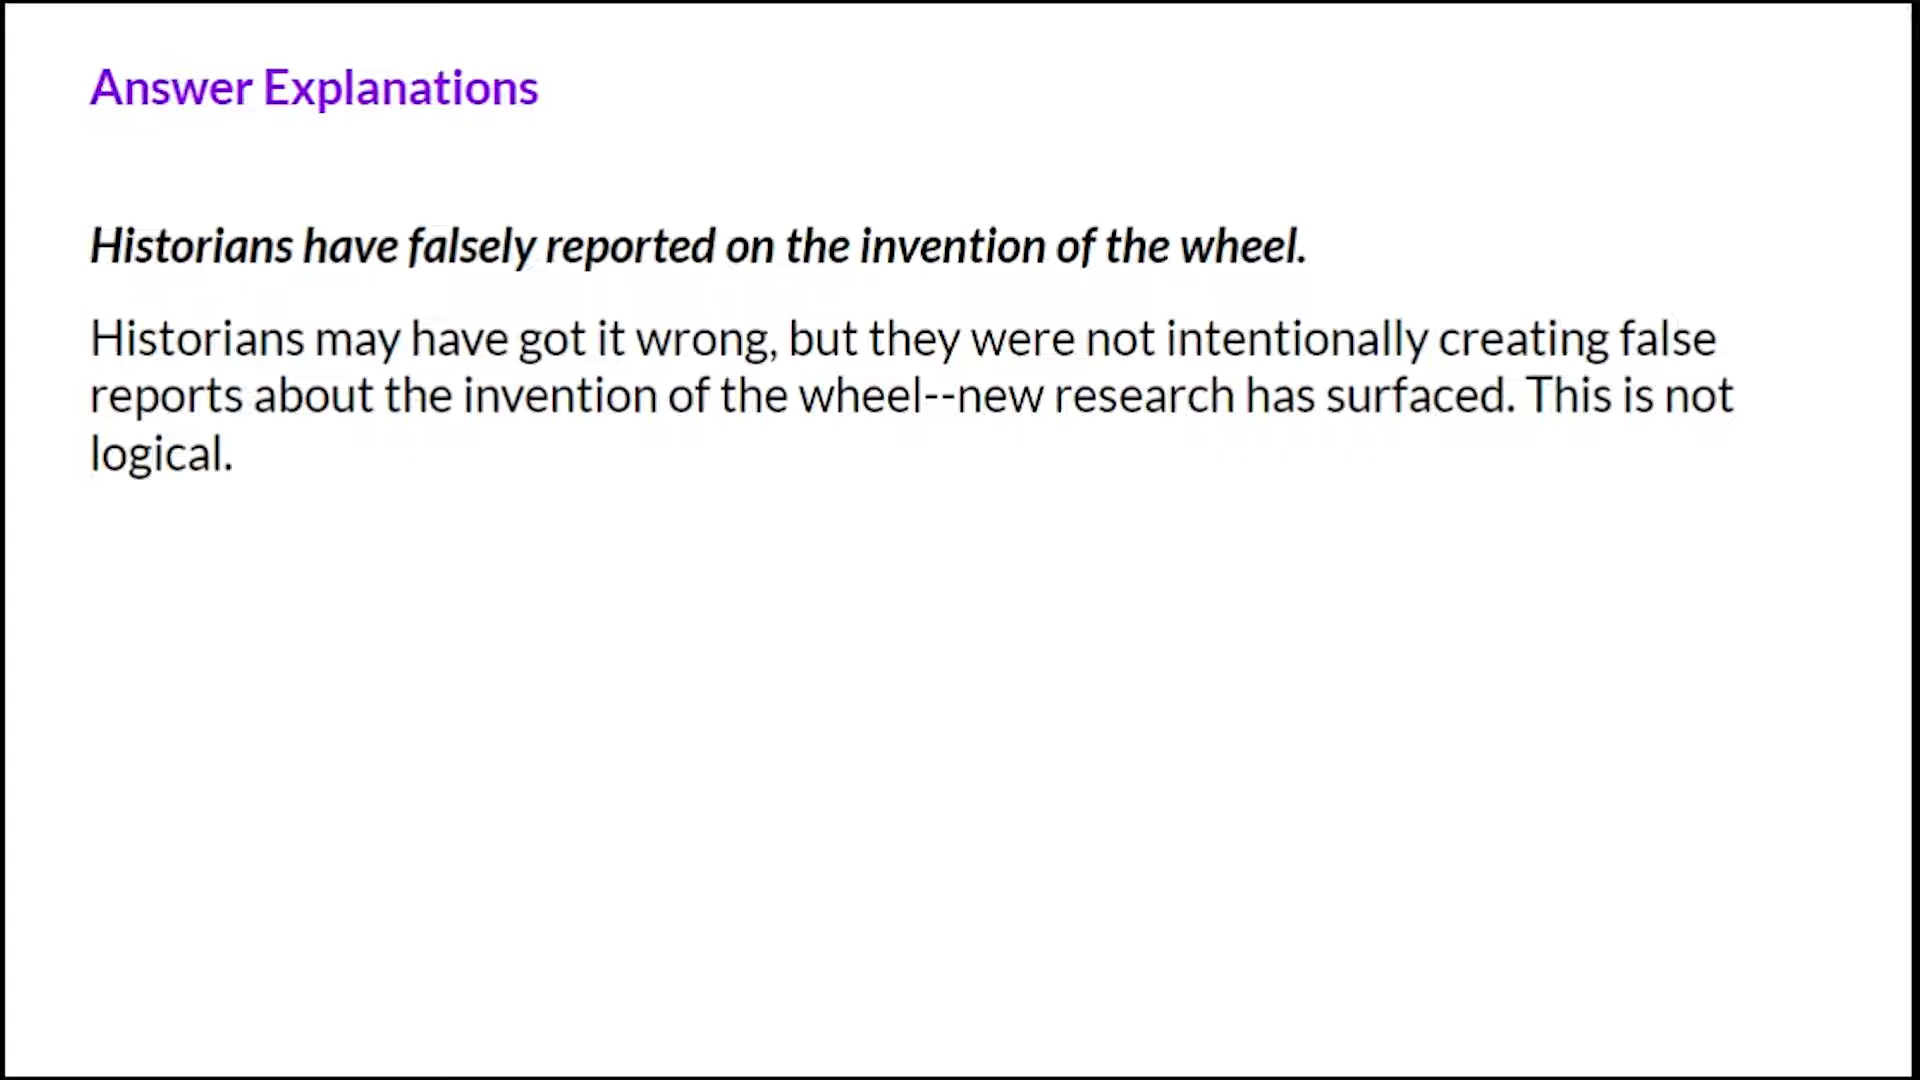 Answer Explanations
Historians have falsely reported on the invention of the wheel.
Historians may have got it wrong, but they were not intentionally creating false
reports about the invention of the wheel--new research has surfaced. This is not
logical.